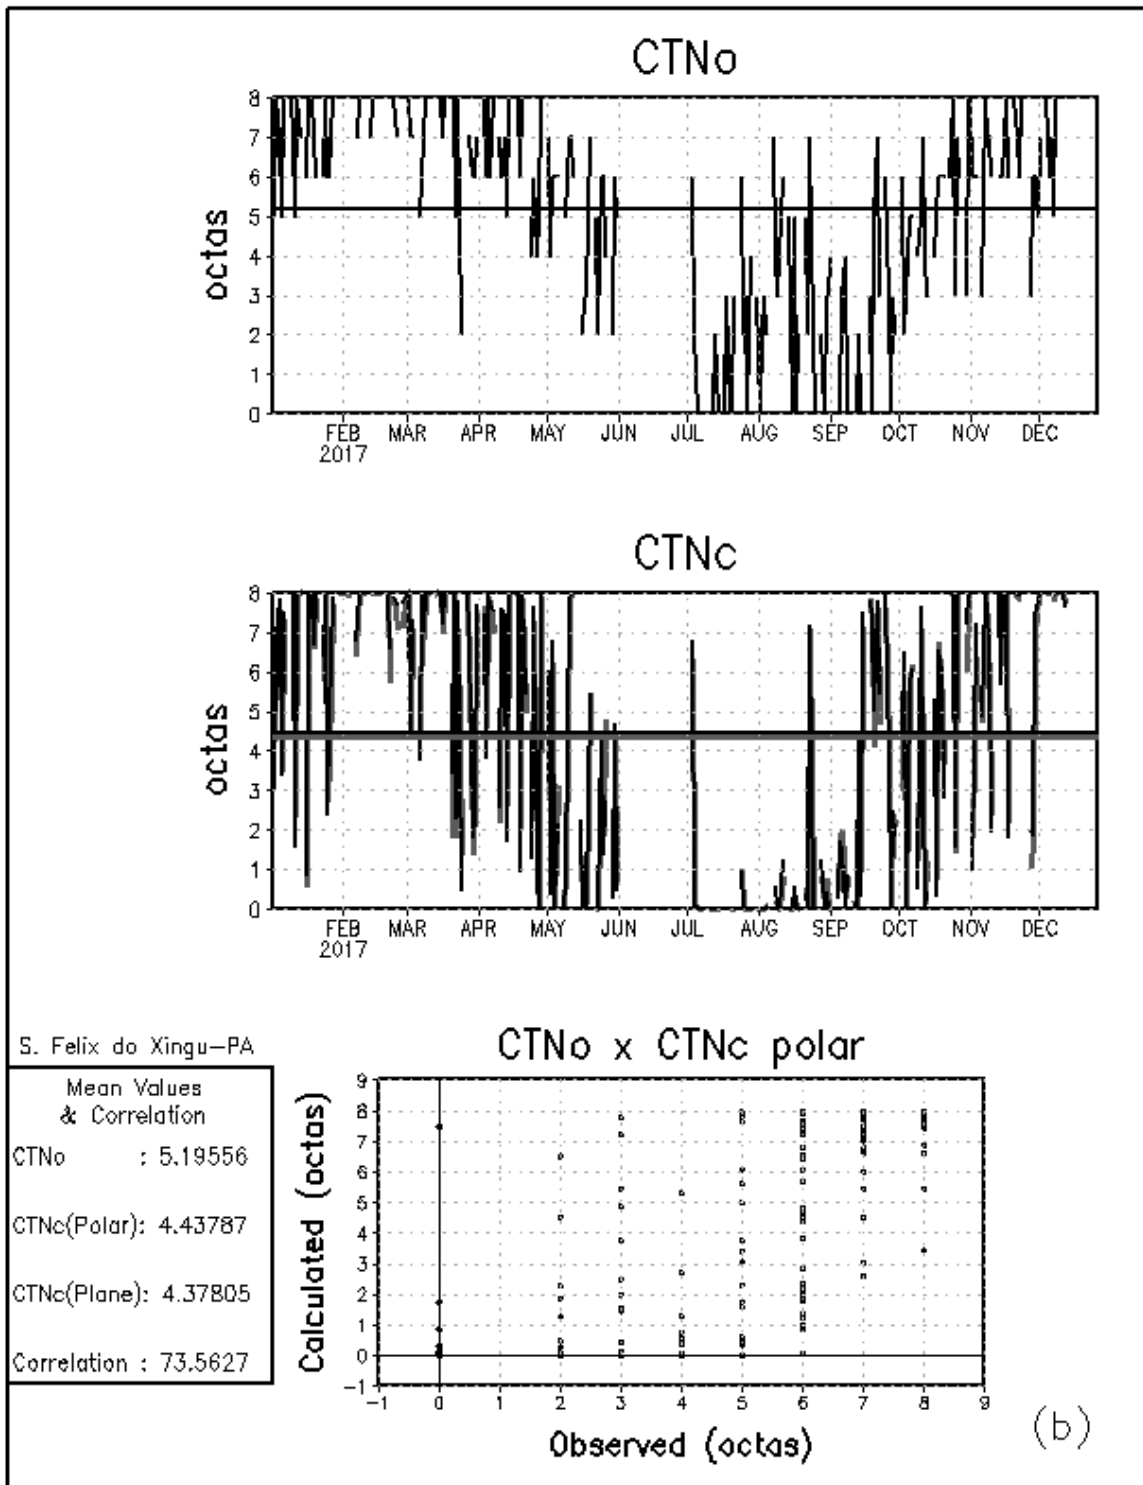 CTNo
8
7
6
5
4
3
2
1
0
octas
FEB MAR APR MAY JUN JUL AUG SEP OCT NOV DEC
2017
CTNc
8
7
6
5
4
3
2
1
0
octas
FEB MAR APR MAY JUN JUL AUG SEP OCT NOV DEC
2017
S. Felix do Xingu-PA
Mean Values
& Correlation
CTNo : 5.19556
CTNc(Polar): 4.43787
CTNc(Plane): 4.37805
Correlation : 73.5627
CTNo x CTNc polar
9
8
7
6
5
4
3
2
1
0
-1
Calculated (octas)
-1 0 1 2 3 4 5 6 7 8 9
Observed (octas)
(b)